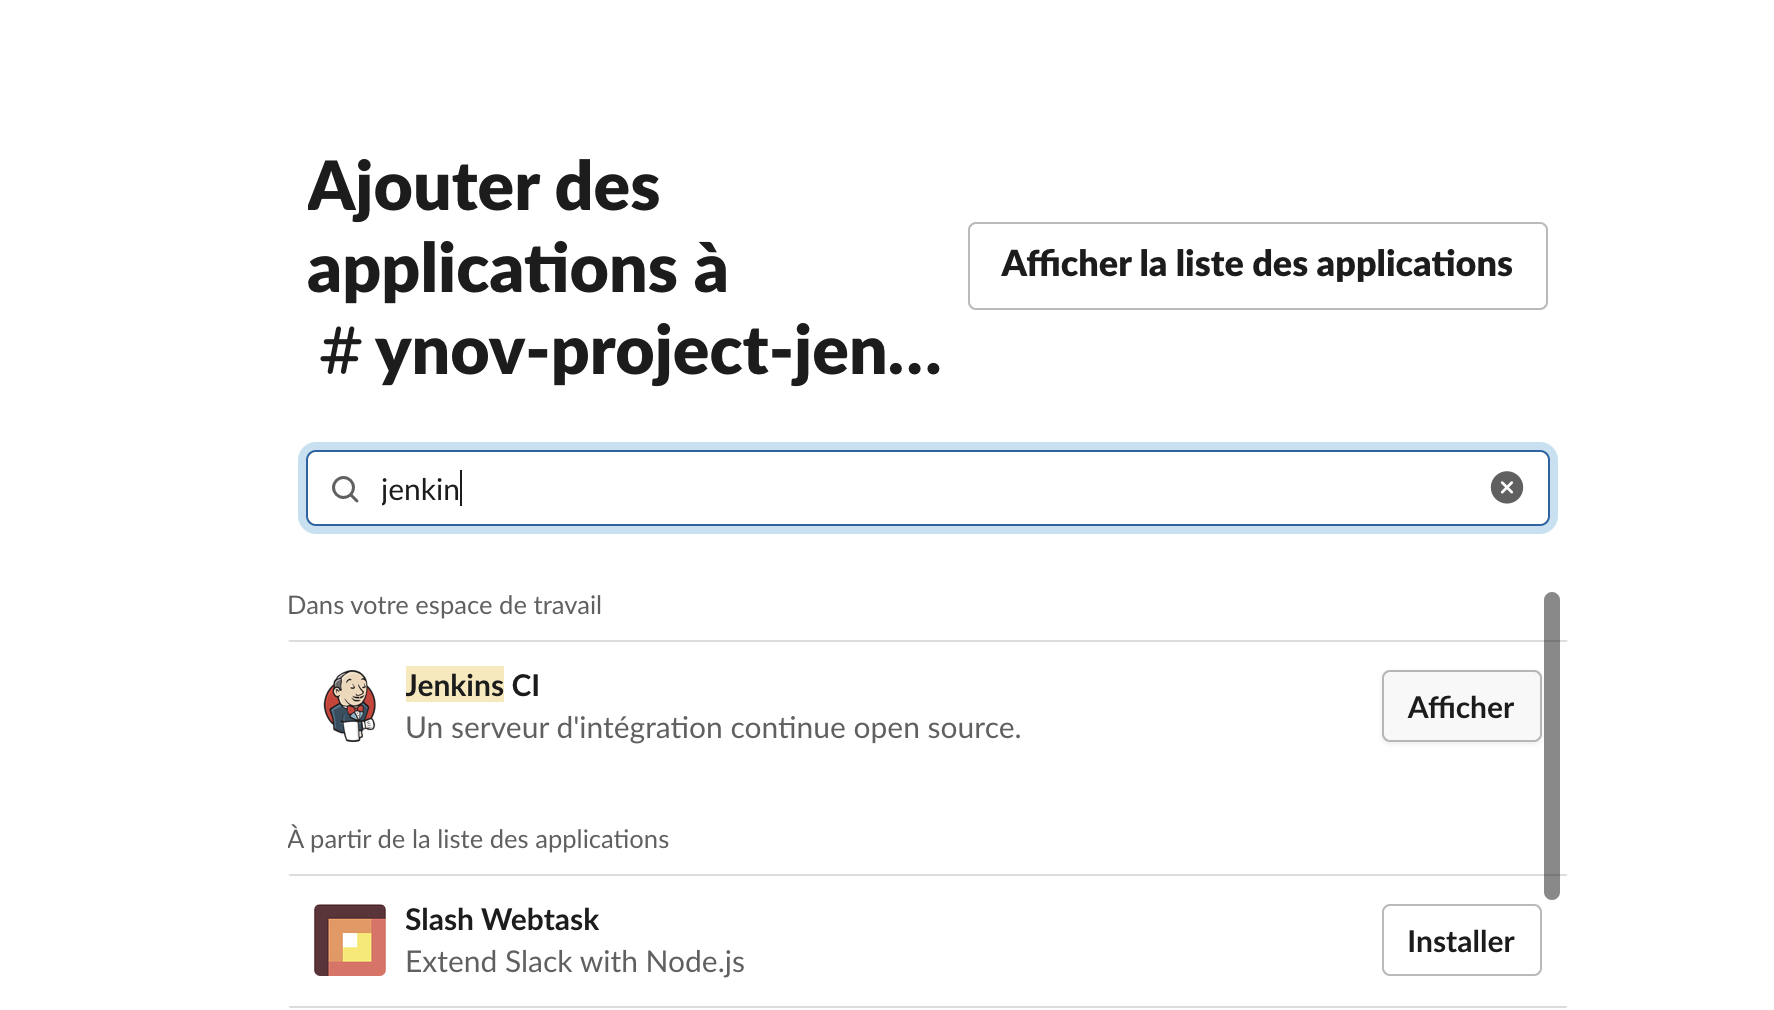 Ajouter des
applications à
# ynov-project-jen...
Afficher la liste des applications
jenkin
Dans votre espace de travail
Jenkins CI
Un serveur d'intégration continue open source.
Afficher
À partir de la liste des applications
Slash Webtask
Extend Slack with Node.js
Installer